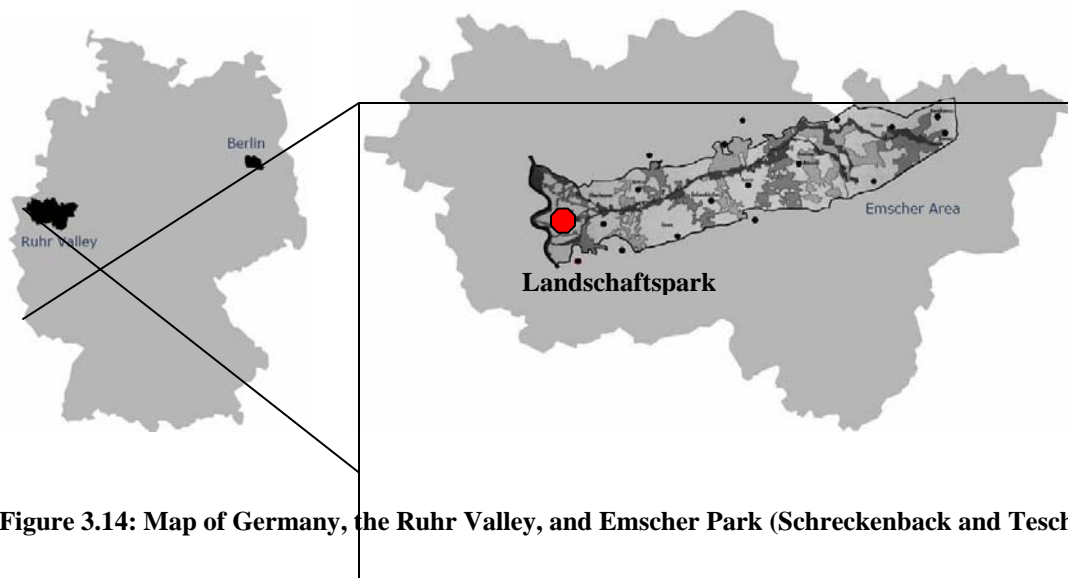 Berlin
Ruhr Valley
Emscher Area
Landschaftspark
Figure 3.14: Map of Germany, the Ruhr Valley, and Emscher Park (Schreckenback and Tesch